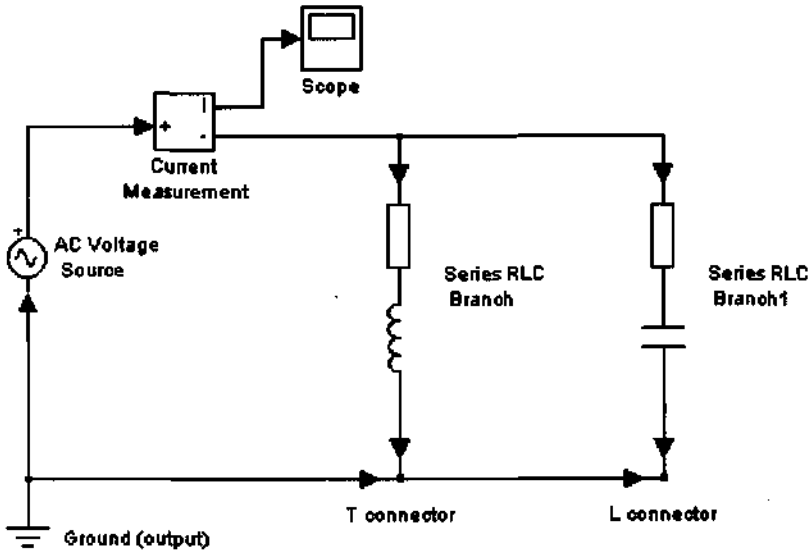 Scope
+
i
-
Current
Measurement
+
AC Voltage
Source
Series RLC
Branch
Series RLC
Branch1
T connector
L connector
Ground (output)